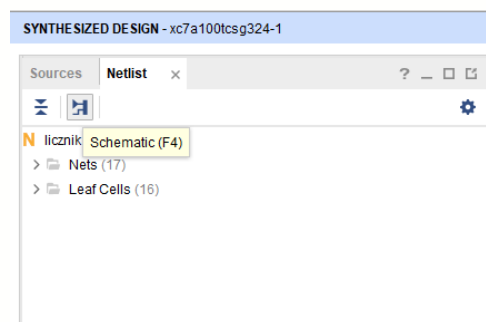 SYNTHESIZED DESIGN - xc7a100tcsg324-1
Sources Netlist × ?
N licznik
Schematic (F4)
> Nets (17)
> Leaf Cells (16)